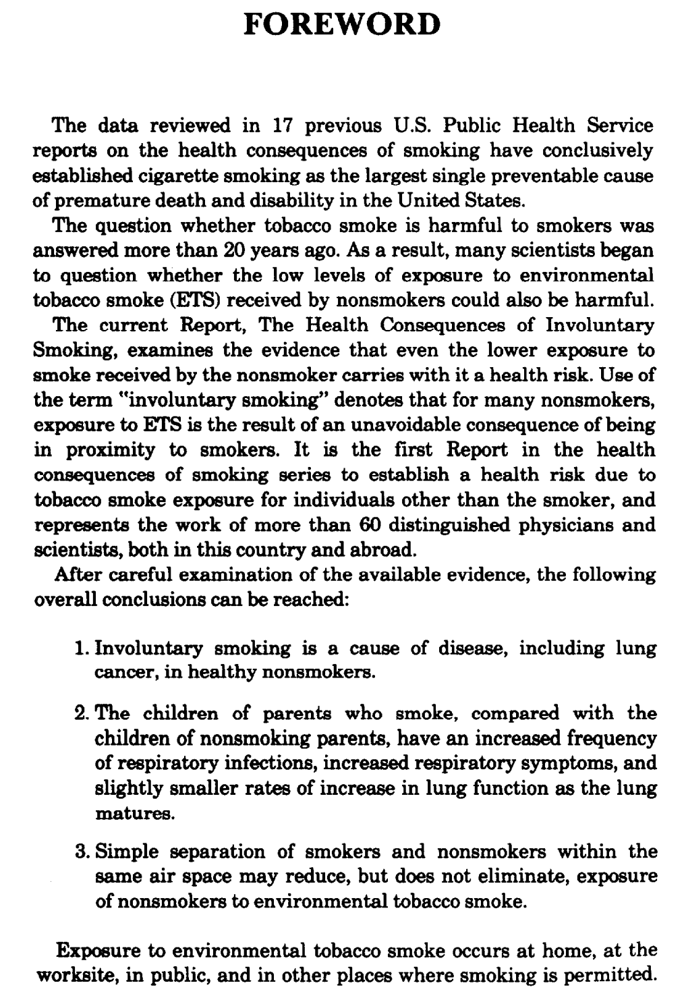 FOREWORD
The data reviewed in 17 previous U.S. Public Health Service
reports on the health consequences of smoking have conclusively
established cigarette smoking as the largest single preventable cause
of premature death and disability in the United States.
The question whether tobacco smoke is harmful to smokers was
answered more than 20 years ago. As a result, many scientists began
to question whether the low levels of exposure to environmental
tobacco smoke (ETS) received by nonsmokers could also be harmful.
The current Report, The Health Consequences of Involuntary
Smoking, examines the evidence that even the lower exposure to
smoke received by the nonsmoker carries with it a health risk. Use of
the term "involuntary smoking" denotes that for many nonsmokers,
exposure to ETS is the result of an unavoidable consequence of being
in proximity to smokers. It is the first Report in the health
consequences of smoking series to establish a health risk due to
tobacco smoke exposure for individuals other than the smoker, and
represents the work of more than 60 distinguished physicians and
scientists, both in this country and abroad.
After careful examination of the available evidence, the following
overall conclusions can be reached:
1. Involuntary smoking is a cause of disease, including lung
cancer, in healthy nonsmokers.
2. The children of parents who smoke, compared with the
children of nonsmoking parents, have an increased frequency
of respiratory infections, increased respiratory symptoms, and
slightly smaller rates of increase in lung function as the lung
matures.
3. Simple separation of smokers and nonsmokers within the
same air space may reduce, but does not eliminate, exposure
of nonsmokers to environmental tobacco smoke.
Exposure to environmental tobacco smoke occurs at home, at the
worksite, in public, and in other places where smoking is permitted.